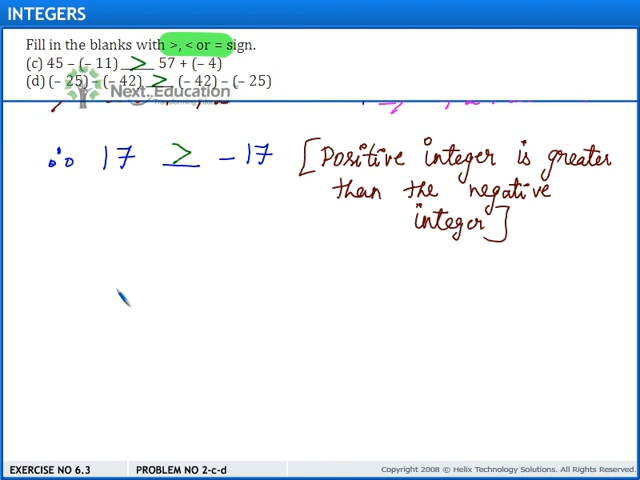 INTEGERS
Fill in the blanks with >, < or = sign.
(c) 45 – (– 11) > 57 + (– 4)
(d) (– 25) – (– 42) > (– 42) – (– 25)
Next Education
Transforming Education
∴ 17 > – 17 [Positive integer is greater
than the negative
integer]
EXERCISE NO 6.3 PROBLEM NO 2-c-d Copyright 2008 © Helix Technology Solutions. All Rights Reserved.